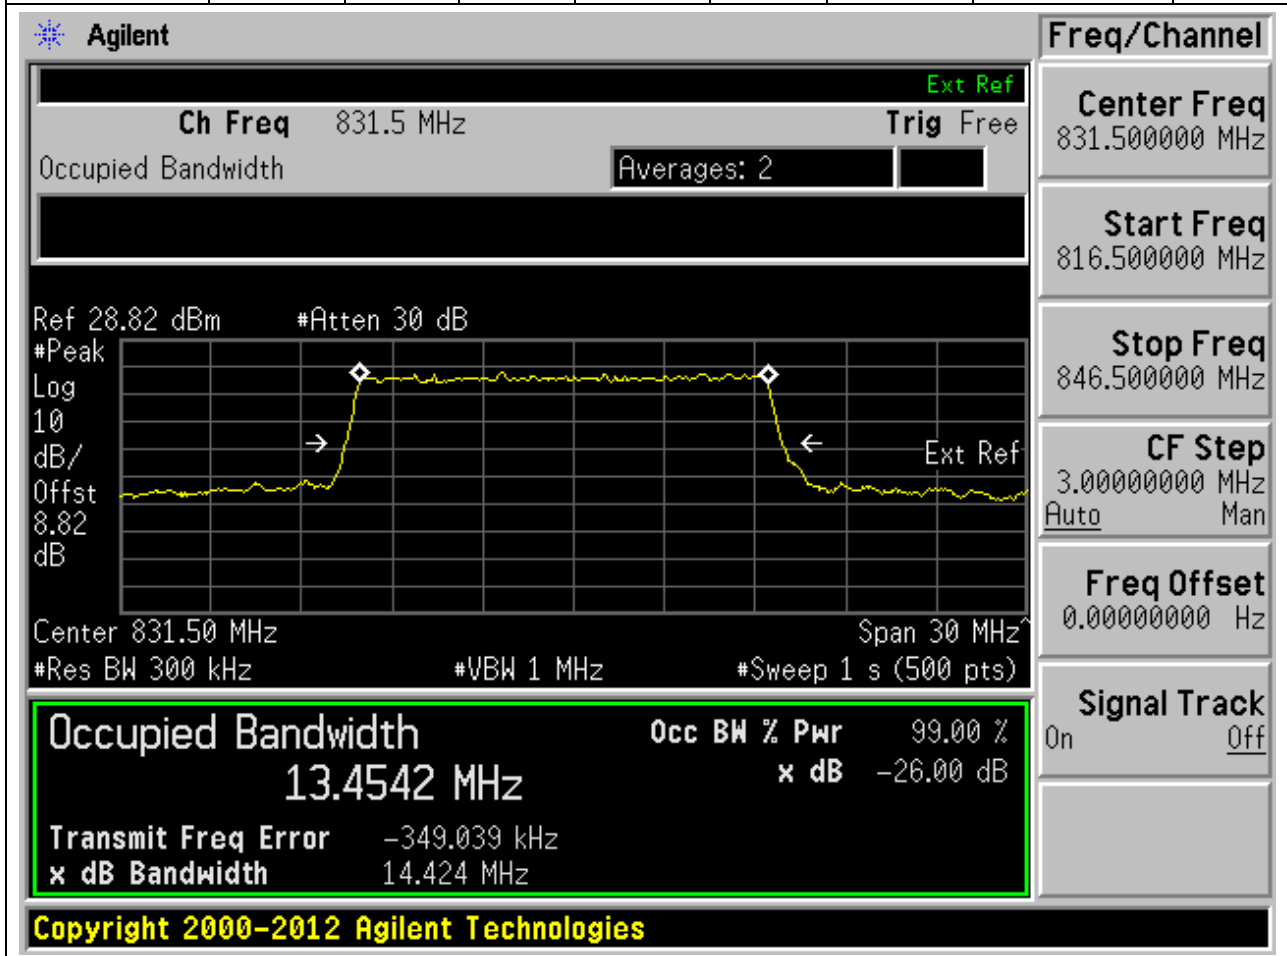 Agilent
Freq/Channel
Ext Ref
Ch Freq 831.5 MHz Trig Free
Occupied Bandwidth Averages: 2
Ref 28.82 dBm #Atten 30 dB
#Peak
Log
10
dB/
Offst
8.82
dB
Ext Ref
Center 831.50 MHz Span 30 MHz^
#Res BW 300 kHz #VBW 1 MHz #Sweep 1 s (500 pts)
Occupied Bandwidth
13.4542 MHz
Occ BW % Pwr 99.00 %
x dB -26.00 dB
Transmit Freq Error -349.039 kHz
x dB Bandwidth 14.424 MHz
Copyright 2000-2012 Agilent Technologies
Center Freq
831.500000 MHz
Start Freq
816.500000 MHz
Stop Freq
846.500000 MHz
CF Step
3.00000000 MHz
Auto Man
Freq Offset
0.00000000 Hz
Signal Track
On Off